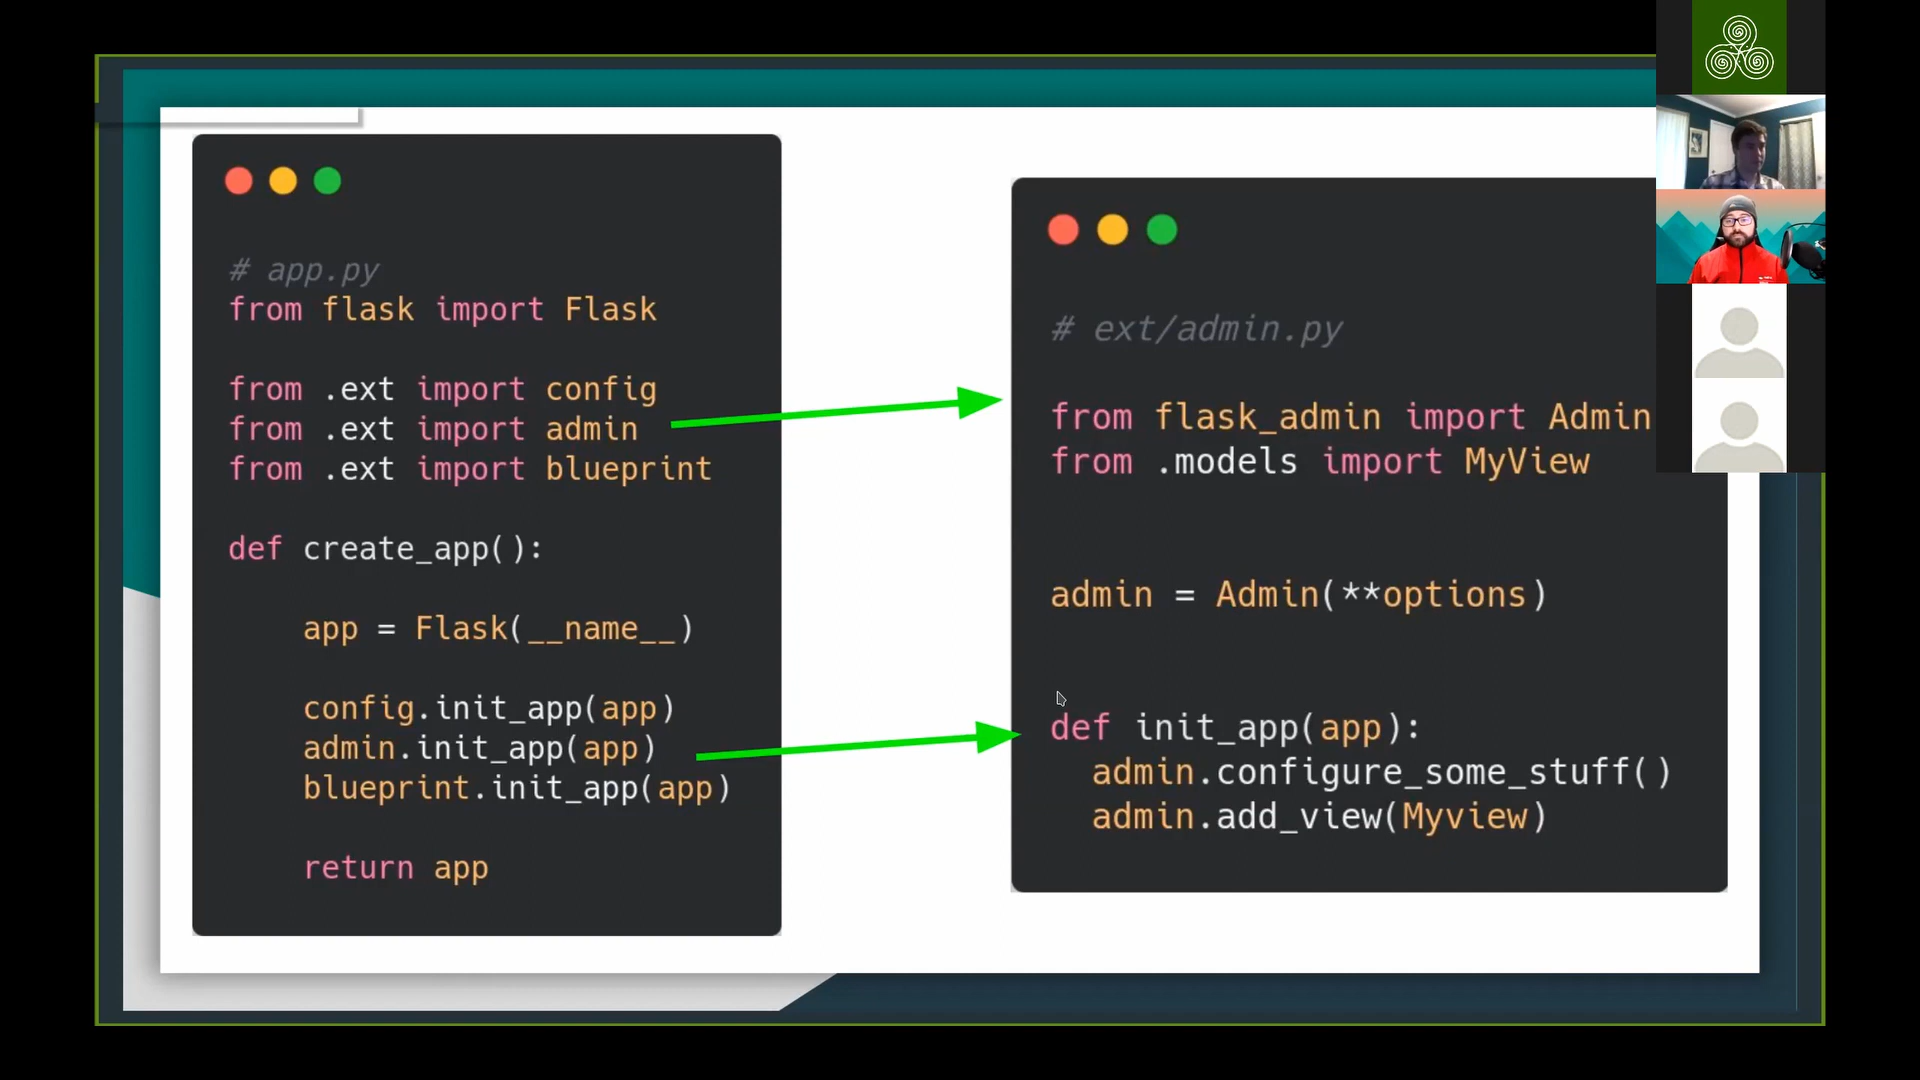 # app.py
from flask import Flask
from .ext import config
from .ext import admin
from .ext import blueprint
def create_app():
app = Flask(__name__)
config.init_app(app)
admin.init_app(app)
blueprint.init_app(app)
return app
# ext/admin.py
from flask_admin import Admin
from .models import MyView
admin = Admin(**options)
def init_app(app):
admin.configure_some_stuff()
admin.add_view(Myview)